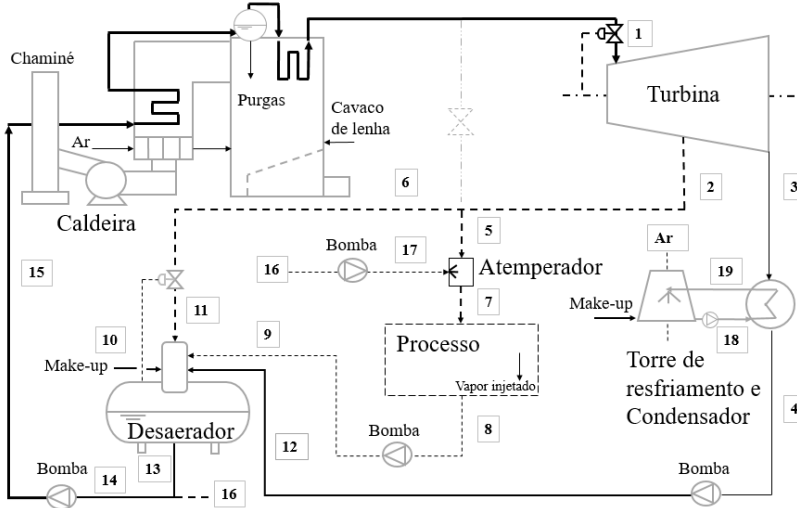 1
Chaminé
Turbina
Purgas
Cavaco
de lenha
Ar
6
2
3
Caldeira
5
Ar
Bomba
17
15
16
Atemperador
19
11
7
Make-up
9
10
Processo
18
Make-up
Torre de
resfriamento e
Condensador
Vapor injetado
4
Desaerador
12
Bomba
8
13
Bomba
14
16
Bomba